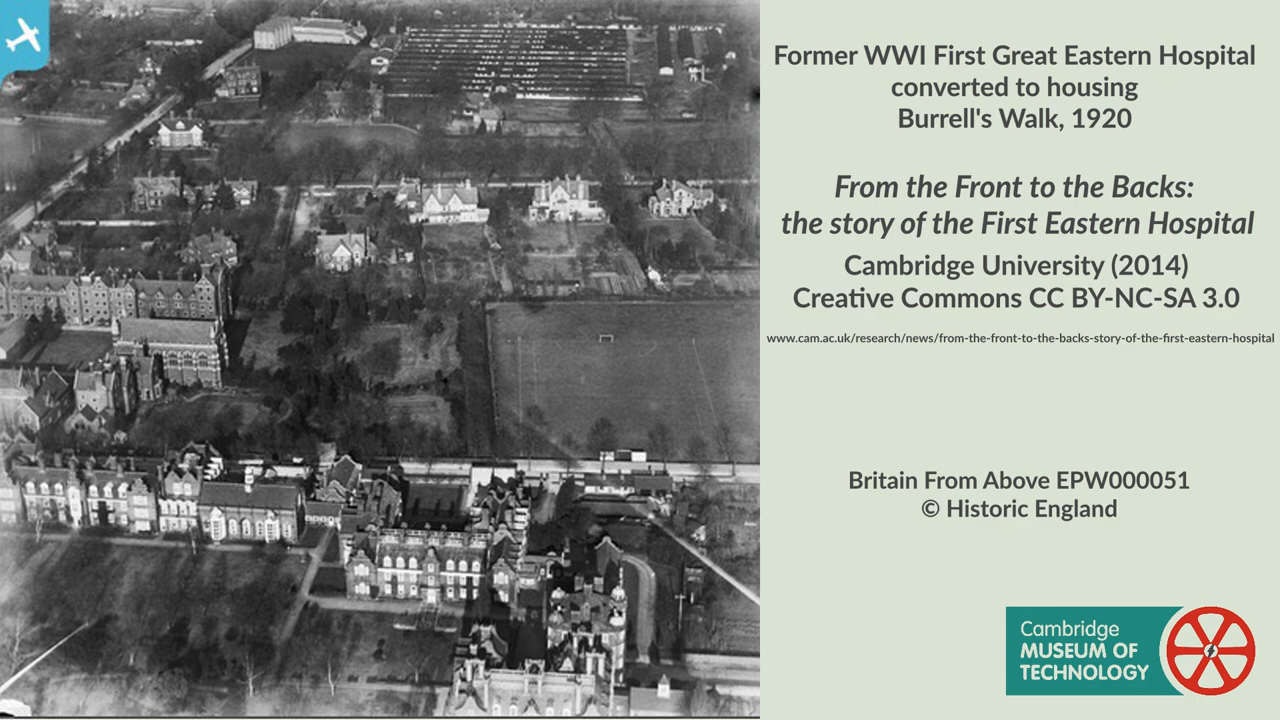 Former WWI First Great Eastern Hospital
converted to housing
Burrell's Walk, 1920
From the Front to the Backs:
the story of the First Eastern Hospital
Cambridge University (2014)
Creative Commons CC BY-NC-SA 3.0
www.cam.ac.uk/research/news/from-the-front-to-the-backs-story-of-the-first-eastern-hospital
Britain From Above EPW000051
© Historic England
Cambridge
MUSEUM OF
TECHNOLOGY